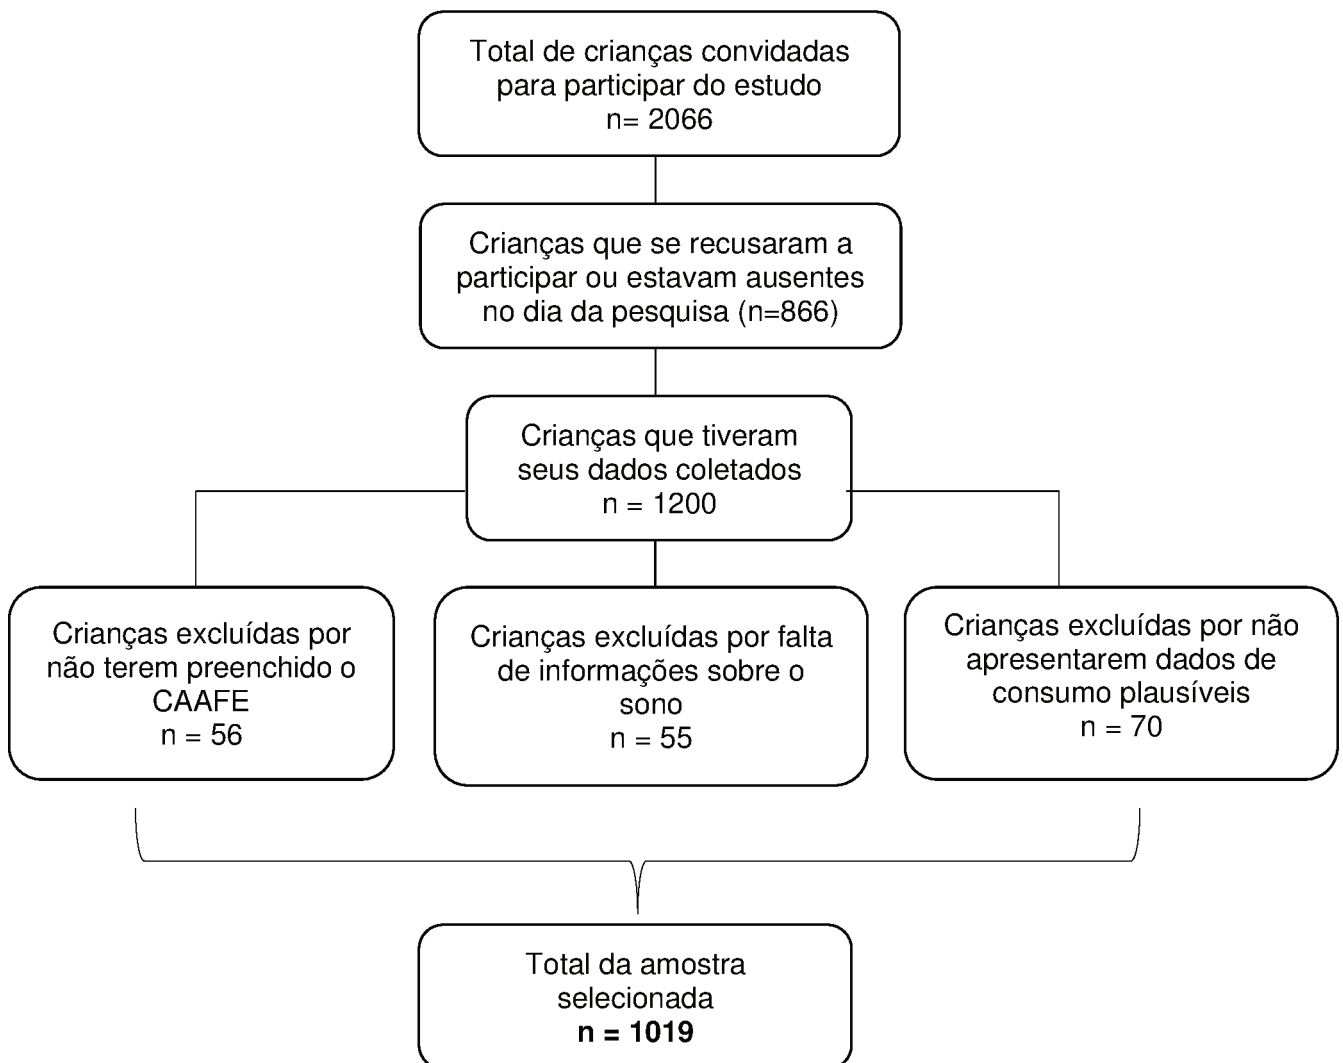 Total de crianças convidadas
para participar do estudo
n= 2066
Crianças que se recusaram a
participar ou estavam ausentes
no dia da pesquisa (n=866)
Crianças que tiveram
seus dados coletados
n = 1200
Crianças excluídas por
não terem preenchido o
CAAFE
n = 56
Crianças excluídas por falta
de informações sobre o
sono
n = 55
Crianças excluídas por não
apresentarem dados de
consumo plausíveis
n = 70
Total da amostra
selecionada
n = 1019